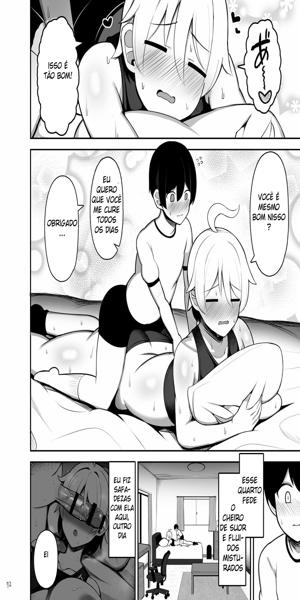 あ゛〜
ISSO É
TÃO BOM!
VOCÊ É
MESMO
BOM NISSO
?
EU
QUERO
QUE VOCÊ
ME CURE
TODOS
OS DIAS
OBRIGADO
...
ESSE
QUARTO
FEDE
O
CHEIRO
DE SUOR
E FLUI-
DOS
MISTU-
RADOS
EU FIZ
SAFA-
DEZAS
COM
ELA AQUI,
OUTRO
DIA
EI